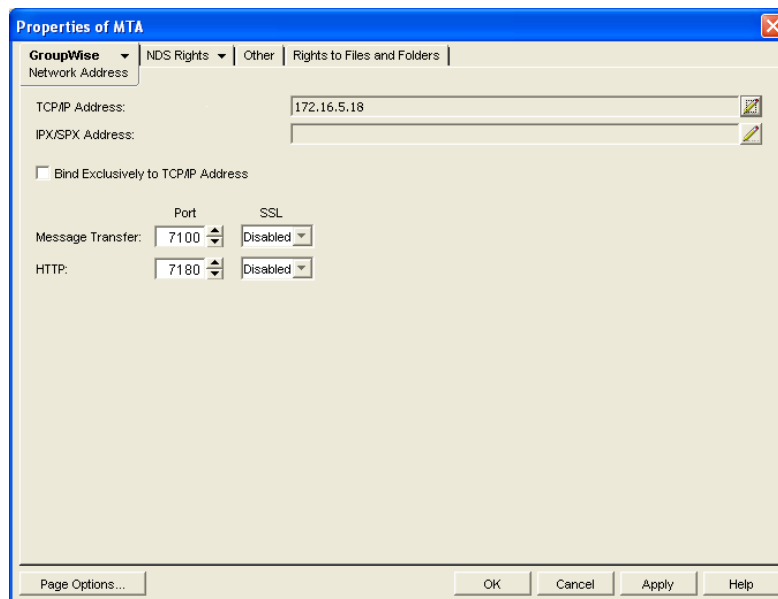 Properties of MTA
GroupWise NDS Rights Other Rights to Files and Folders
Network Address
TCP/IP Address: 172.16.5.18
IPX/SPX Address:
Bind Exclusively to TCP/IP Address
Port SSL
Message Transfer: 7100 Disabled
HTTP: 7180 Disabled
Page Options... OK Cancel Apply Help